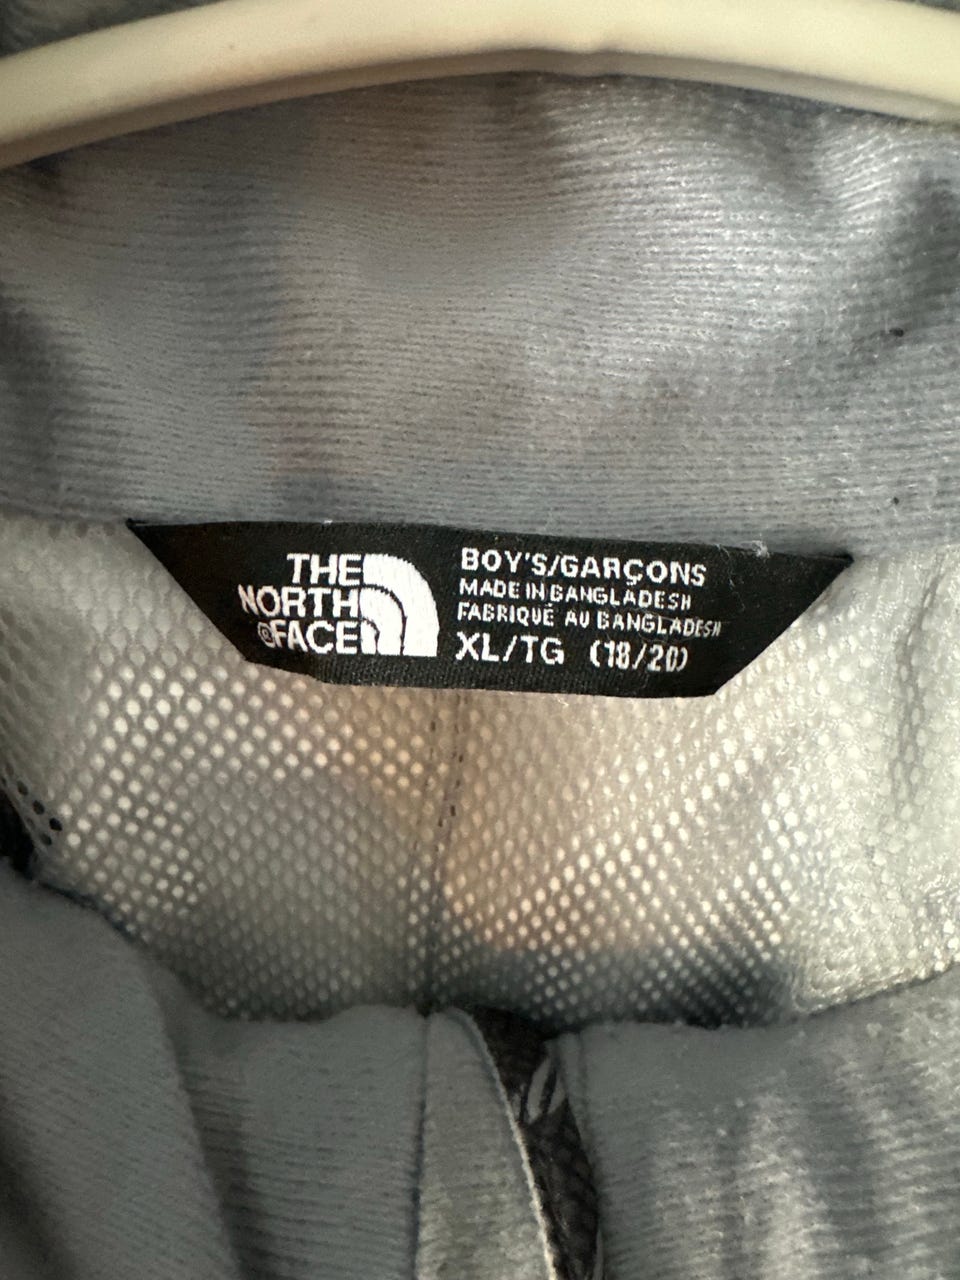 THE
NORTH
FACE
BOY'S/GARÇONS
MADE IN BANGLADESH
FABRIQUÉ AU BANGLADESH
XL/TG (18/20)